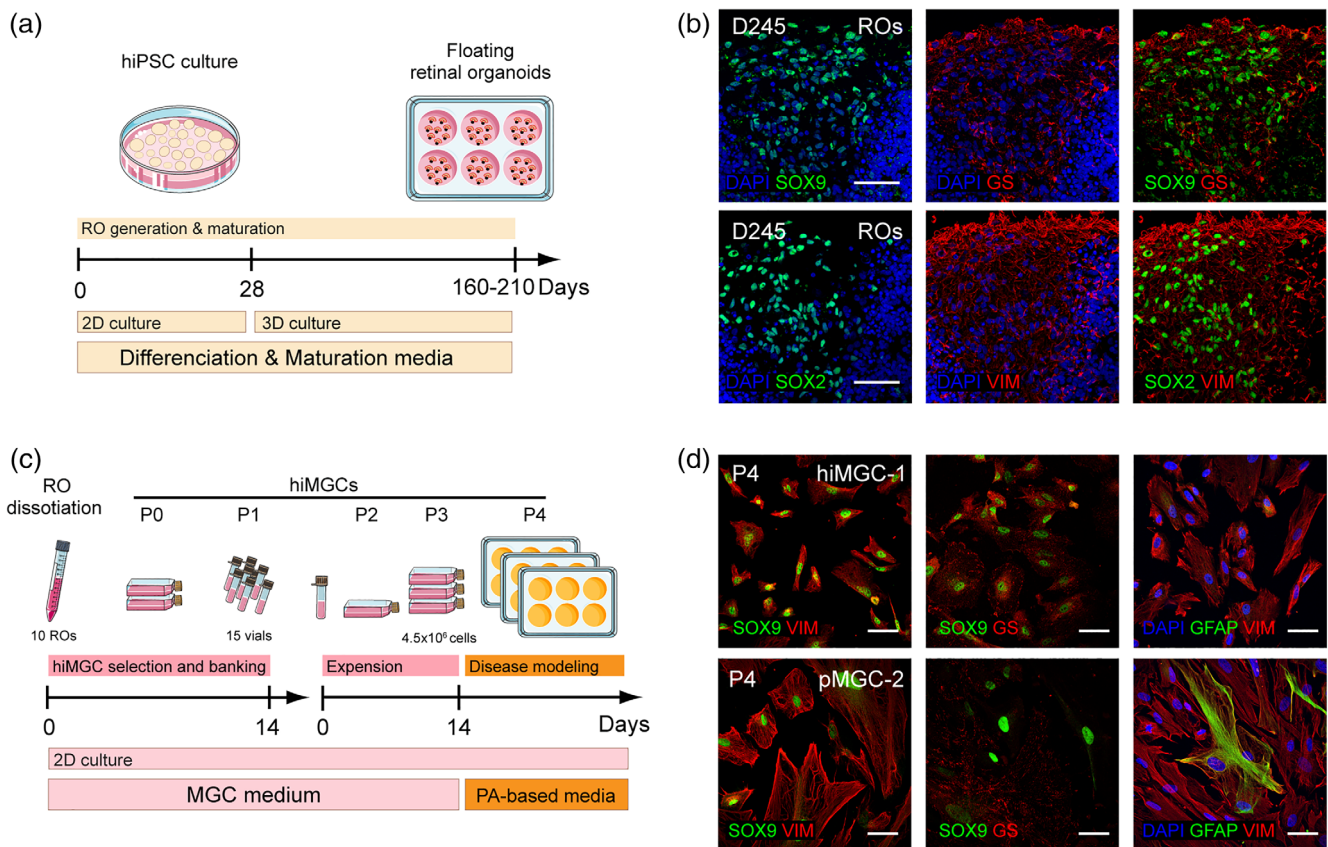 (a)
hiPSC culture
Floating
retinal organoids
RO generation & maturation
0
28
160-210 Days
2D culture
3D culture
Differenciation & Maturation media
(b)
D245 ROs
DAPI SOX9
DAPI GS
SOX9 GS
D245 ROs
DAPI SOX2
DAPI VIM
SOX2 VIM
(c)
RO
dissotiation
hiMGCs
P0
P1
P2
P3
P4
10 ROs
15 vials
4.5x10⁶ cells
hiMGC selection and banking
Expension
Disease modeling
0
14
0
14
Days
2D culture
MGC medium
PA-based media
(d)
P4 hiMGC-1
SOX9 VIM
SOX9 GS
DAPI GFAP VIM
P4 pMGC-2
SOX9 VIM
SOX9 GS
DAPI GFAP VIM